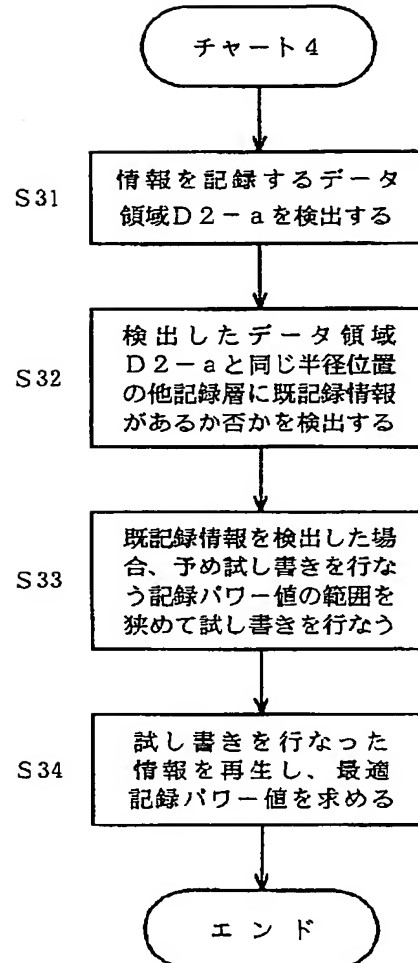 チャート4
S31
情報を記録するデータ
領域D2-aを検出する
S32
検出したデータ領域
D2-aと同じ半径位置
の他記録層に既記録情報
があるか否かを検出する
S33
既記録情報を検出した場
合、予め試し書きを行な
う記録パワー値の範囲を
狭めて試し書きを行なう
S34
試し書きを行なった
情報を再生し、最適
記録パワー値を求める
エンド